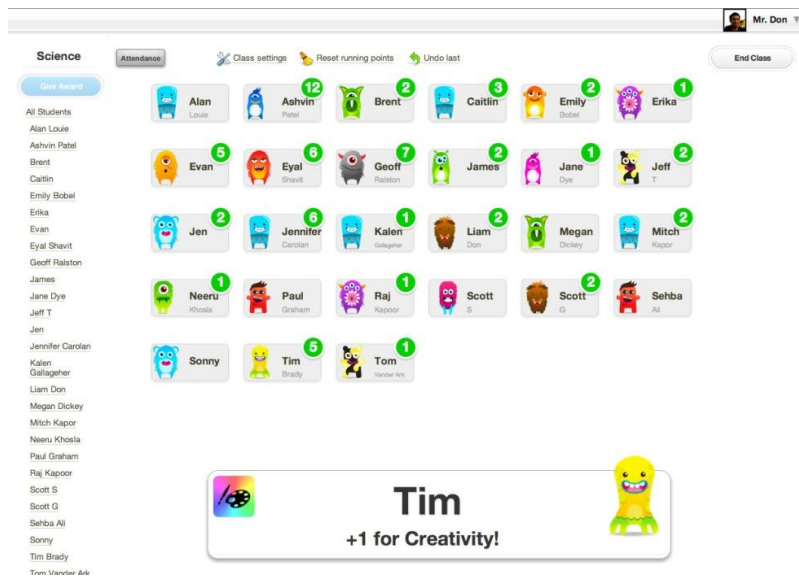 Mr. Don
Science
Attendance
Class settings
Reset running points
Undo last
End Class
Give Award
All Students
Alan Louie
Ashvin Patel
Brent
Caitlin
Emily Bobel
Erika
Evan
Eyal Shavit
Geoff Ralston
James
Jane Dye
Jeff T
Jen
Jennifer Carolan
Kalen
Gallageher
Liam Don
Megan Dickey
Mitch Kapor
Neeru Khosla
Paul Graham
Raj Kapoor
Scott S
Scott G
Sehba Ali
Sonny
Tim Brady
Tom Vander Ark
Alan
Louie
12
Ashvin
Patel
2
Brent
3
Caitlin
2
Emily
Bobel
1
Erika
5
Evan
6
Eyal
Shavit
7
Geoff
Ralston
2
James
1
Jane
Dye
2
Jeff
T
2
Jen
6
Jennifer
Carolan
1
Kalen
Gallageher
2
Liam
Don
Megan
Dickey
2
Mitch
Kapor
1
Neeru
Khosla
Paul
Graham
1
Raj
Kapoor
Scott
S
2
Scott
G
Sehba
Ali
Sonny
5
Tim
Brady
1
Tom
Vander Ark
Tim
+1 for Creativity!